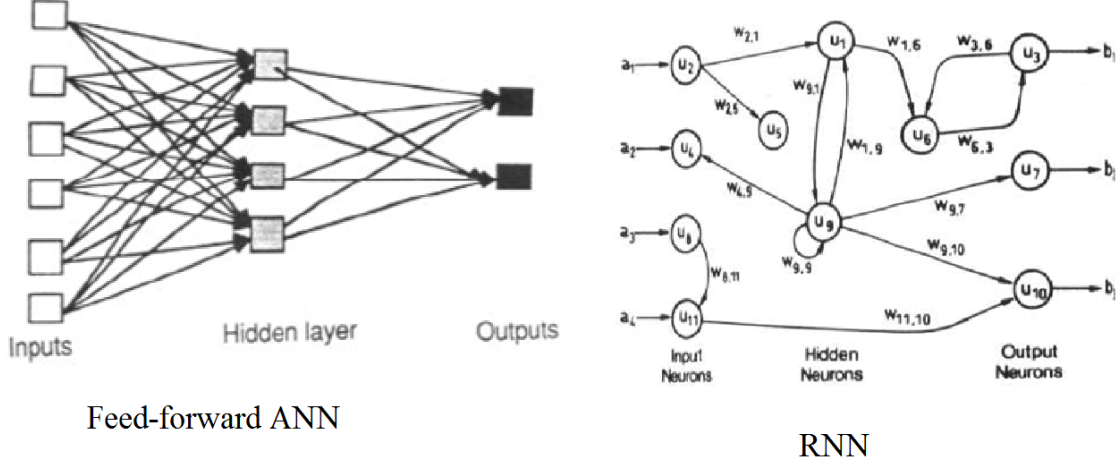 Inputs
Hidden layer
Outputs
Feed-forward ANN
a₁
u₂
w₂,₁
u₁
w₁,₆
w₃,₆
u₃
w₂,₅
u₅
w₉,₁
w₁,₉
u₆
w₆,₃
a₂
u₄
w₄,₉
u₉
w₉,₉
w₉,₇
u₇
a₃
u₈
w₈,₁₁
w₉,₁₀
a₄
u₁₁
w₁₁,₁₀
u₁₀
Input
Neurons
Hidden
Neurons
Output
Neurons
RNN